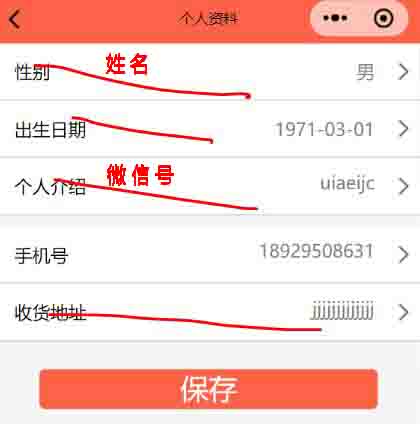 个人资料
性别 姓名 男
出生日期 1971-03-01
个人介绍 微信号 uiaeijc
手机号 18929508631
收货地址 jjjjjjjjjjjjj
保存